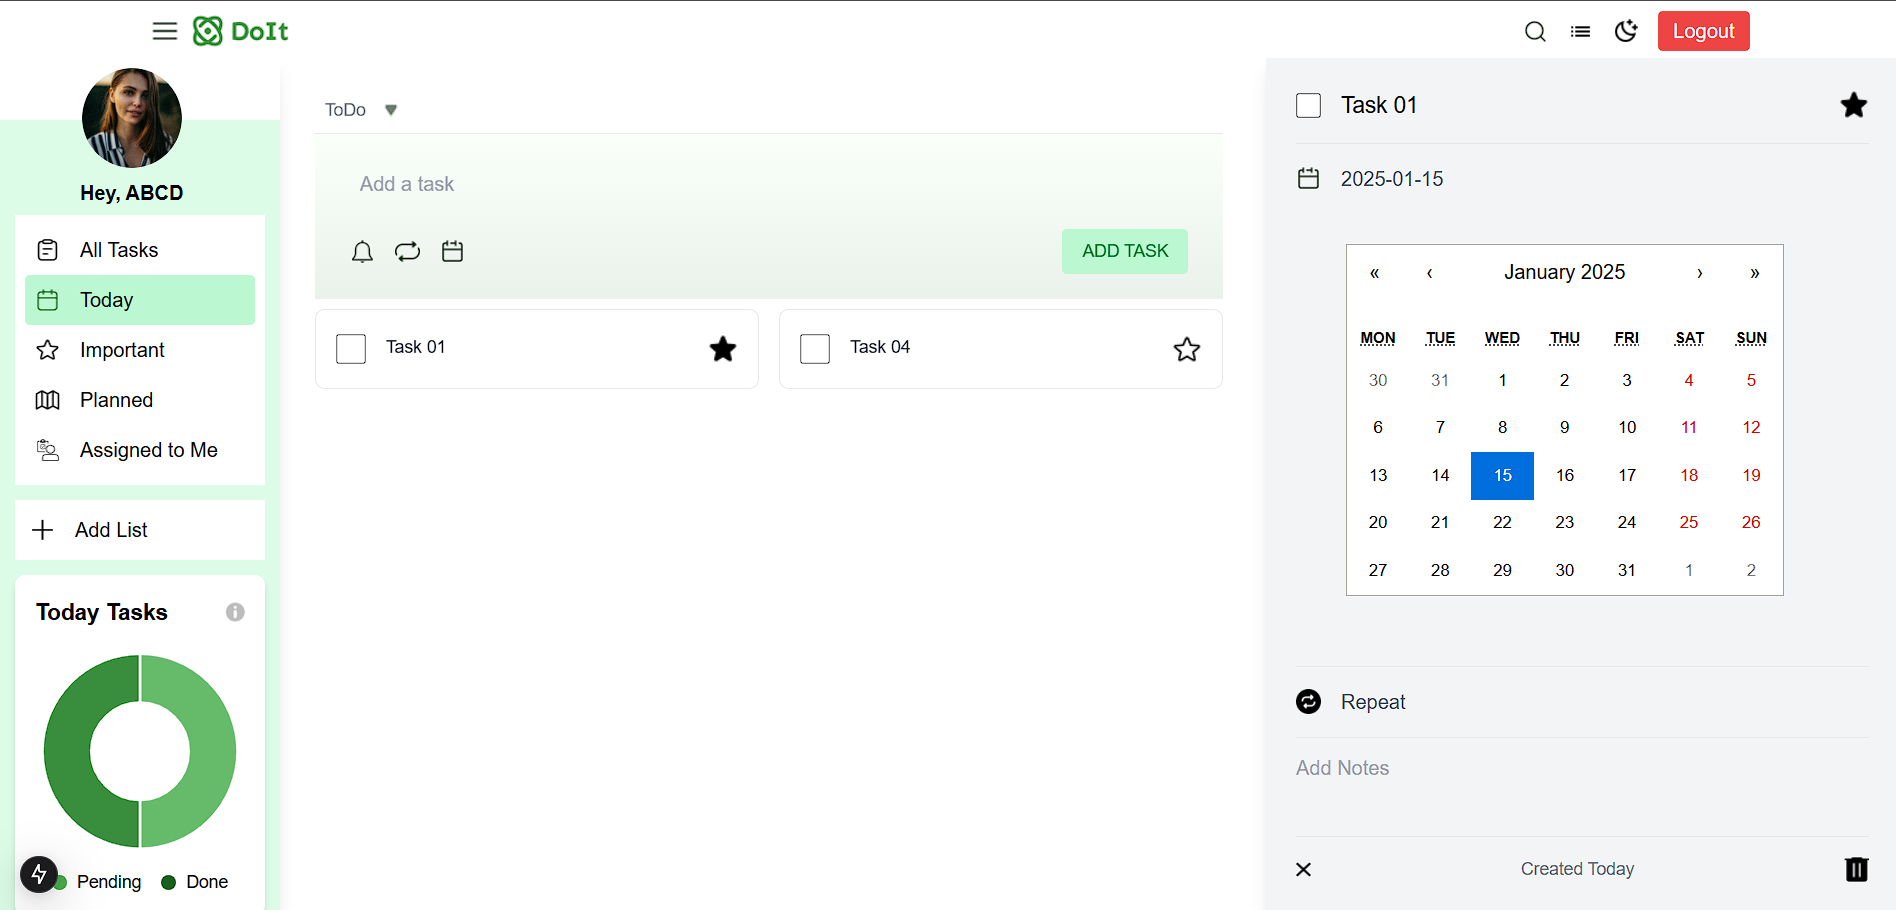 DoIt
Logout
Hey, ABCD
All Tasks
Today
Important
Planned
Assigned to Me
Add List
Today Tasks
Pending
Done
ToDo
Add a task
ADD TASK
Task 01
Task 04
Task 01
2025-01-15
« ‹ January 2025 › »
MON TUE WED THU FRI SAT SUN
30 31 1 2 3 4 5
6 7 8 9 10 11 12
13 14 15 16 17 18 19
20 21 22 23 24 25 26
27 28 29 30 31 1 2
Repeat
Add Notes
Created Today